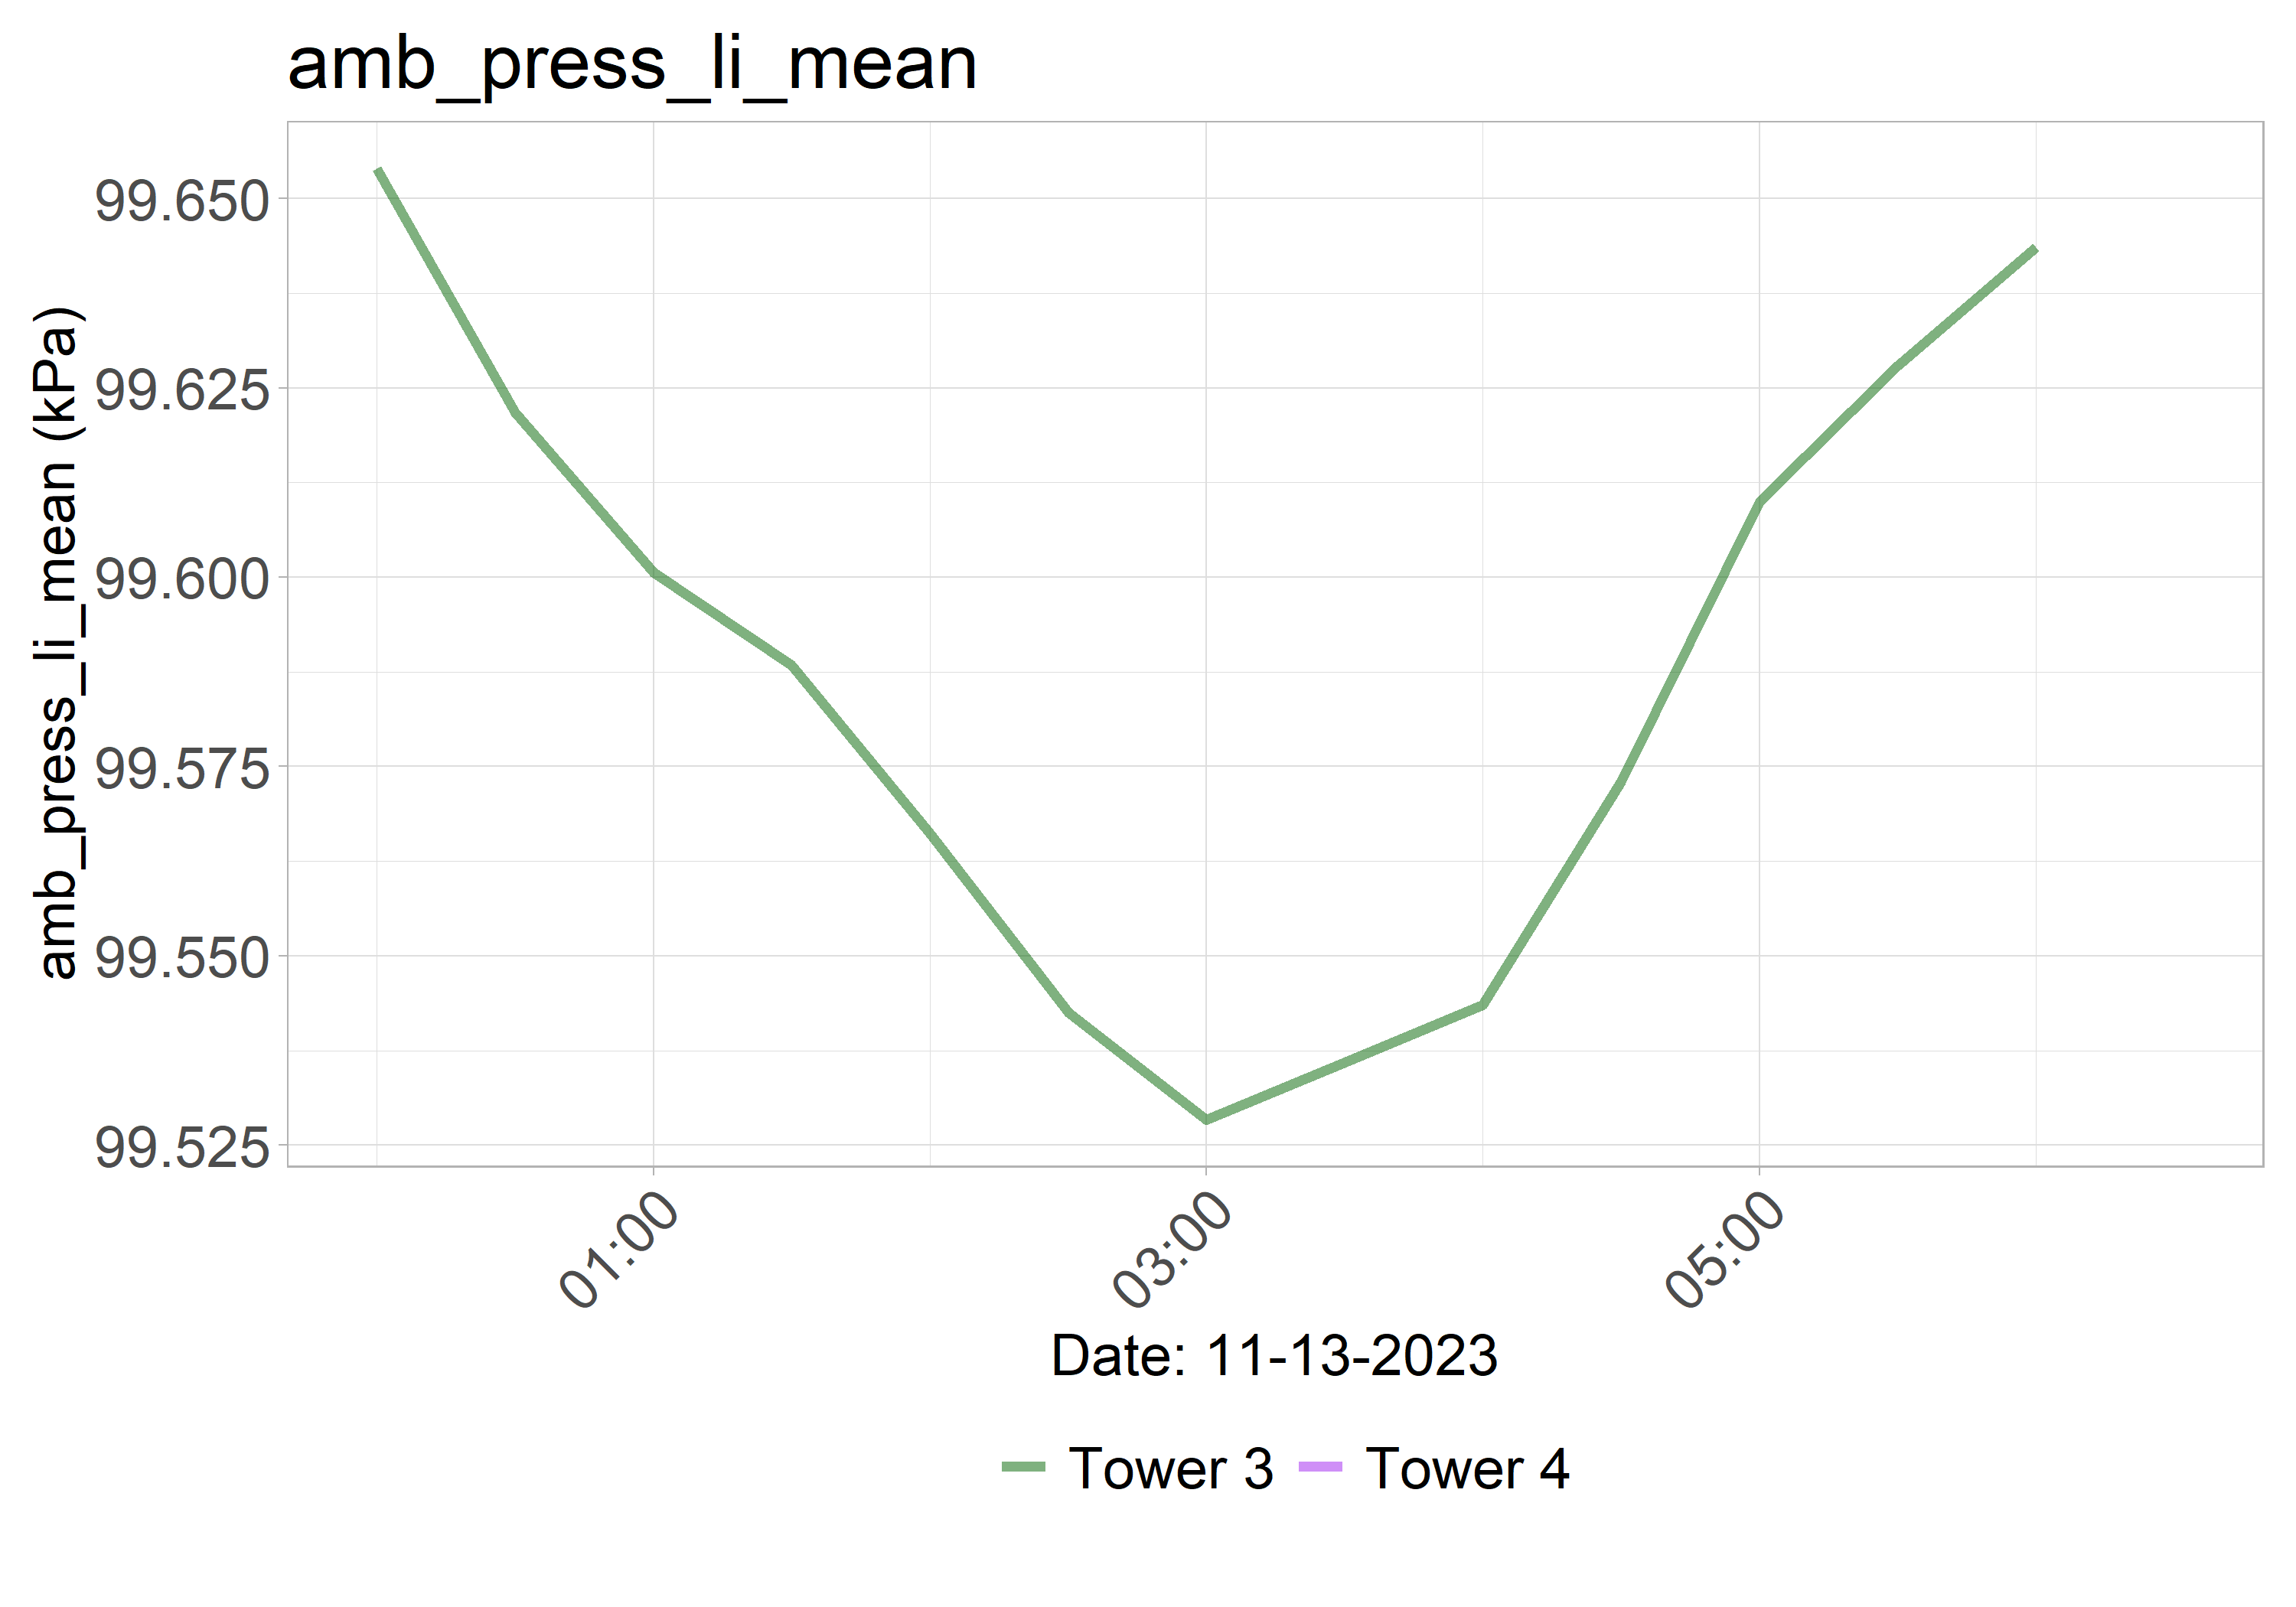 amb_press_li_mean
amb_press_li_mean (kPa)
99.650
99.625
99.600
99.575
99.550
99.525
01:00
03:00
05:00
Date: 11-13-2023
Tower 3
Tower 4